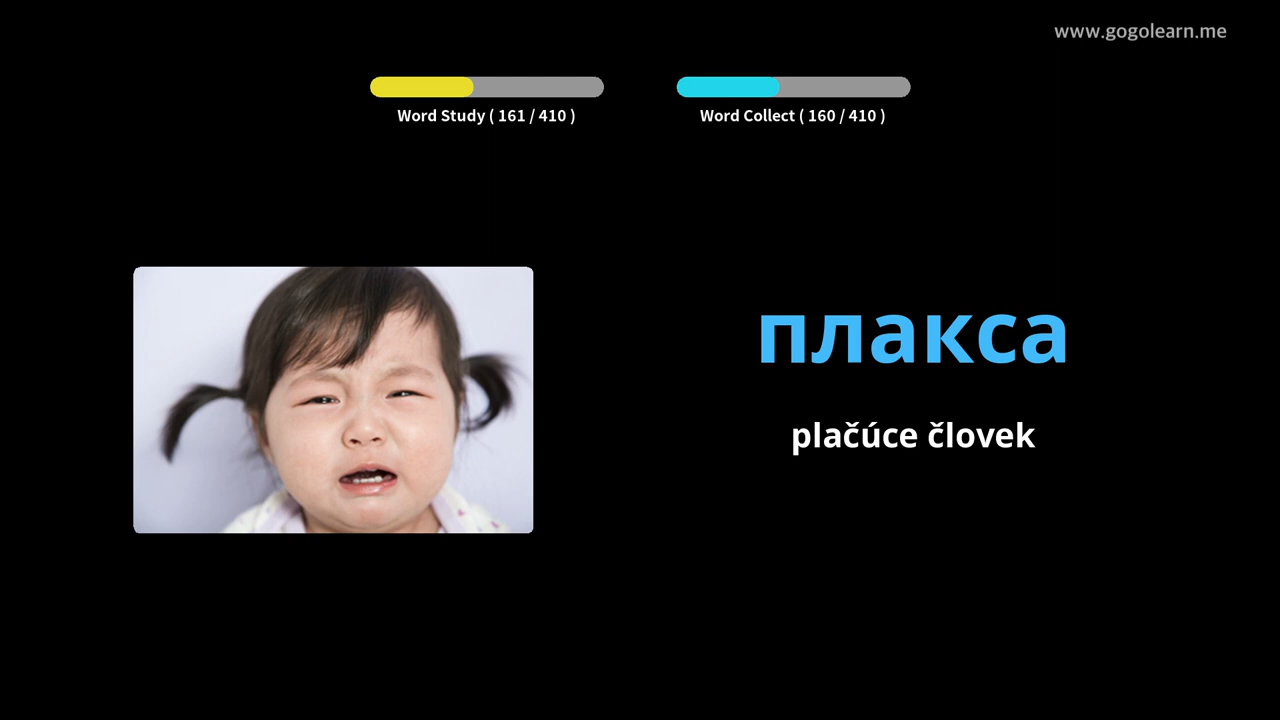 www.gogolearn.me
Word Study ( 161 / 410 )
Word Collect ( 160 / 410 )
плакса
plačúce človek